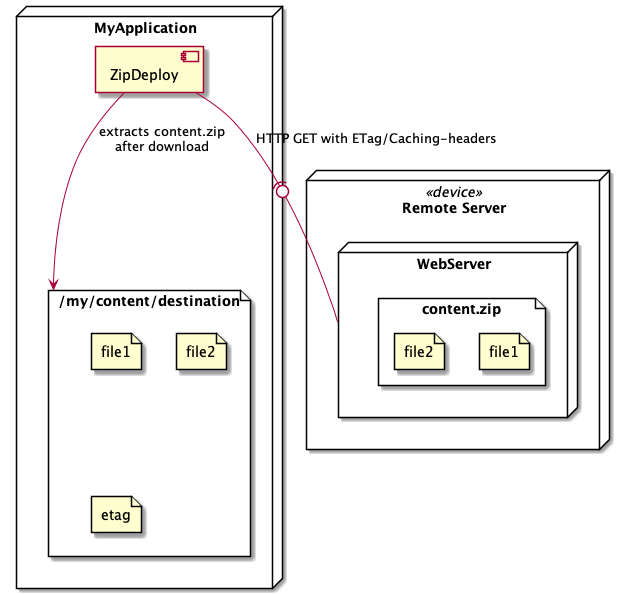 MyApplication
ZipDeploy
extracts content.zip
after download
HTTP GET with ETag/Caching-headers
«device»
Remote Server
WebServer
content.zip
file2
file1
/my/content/destination
file1
file2
etag